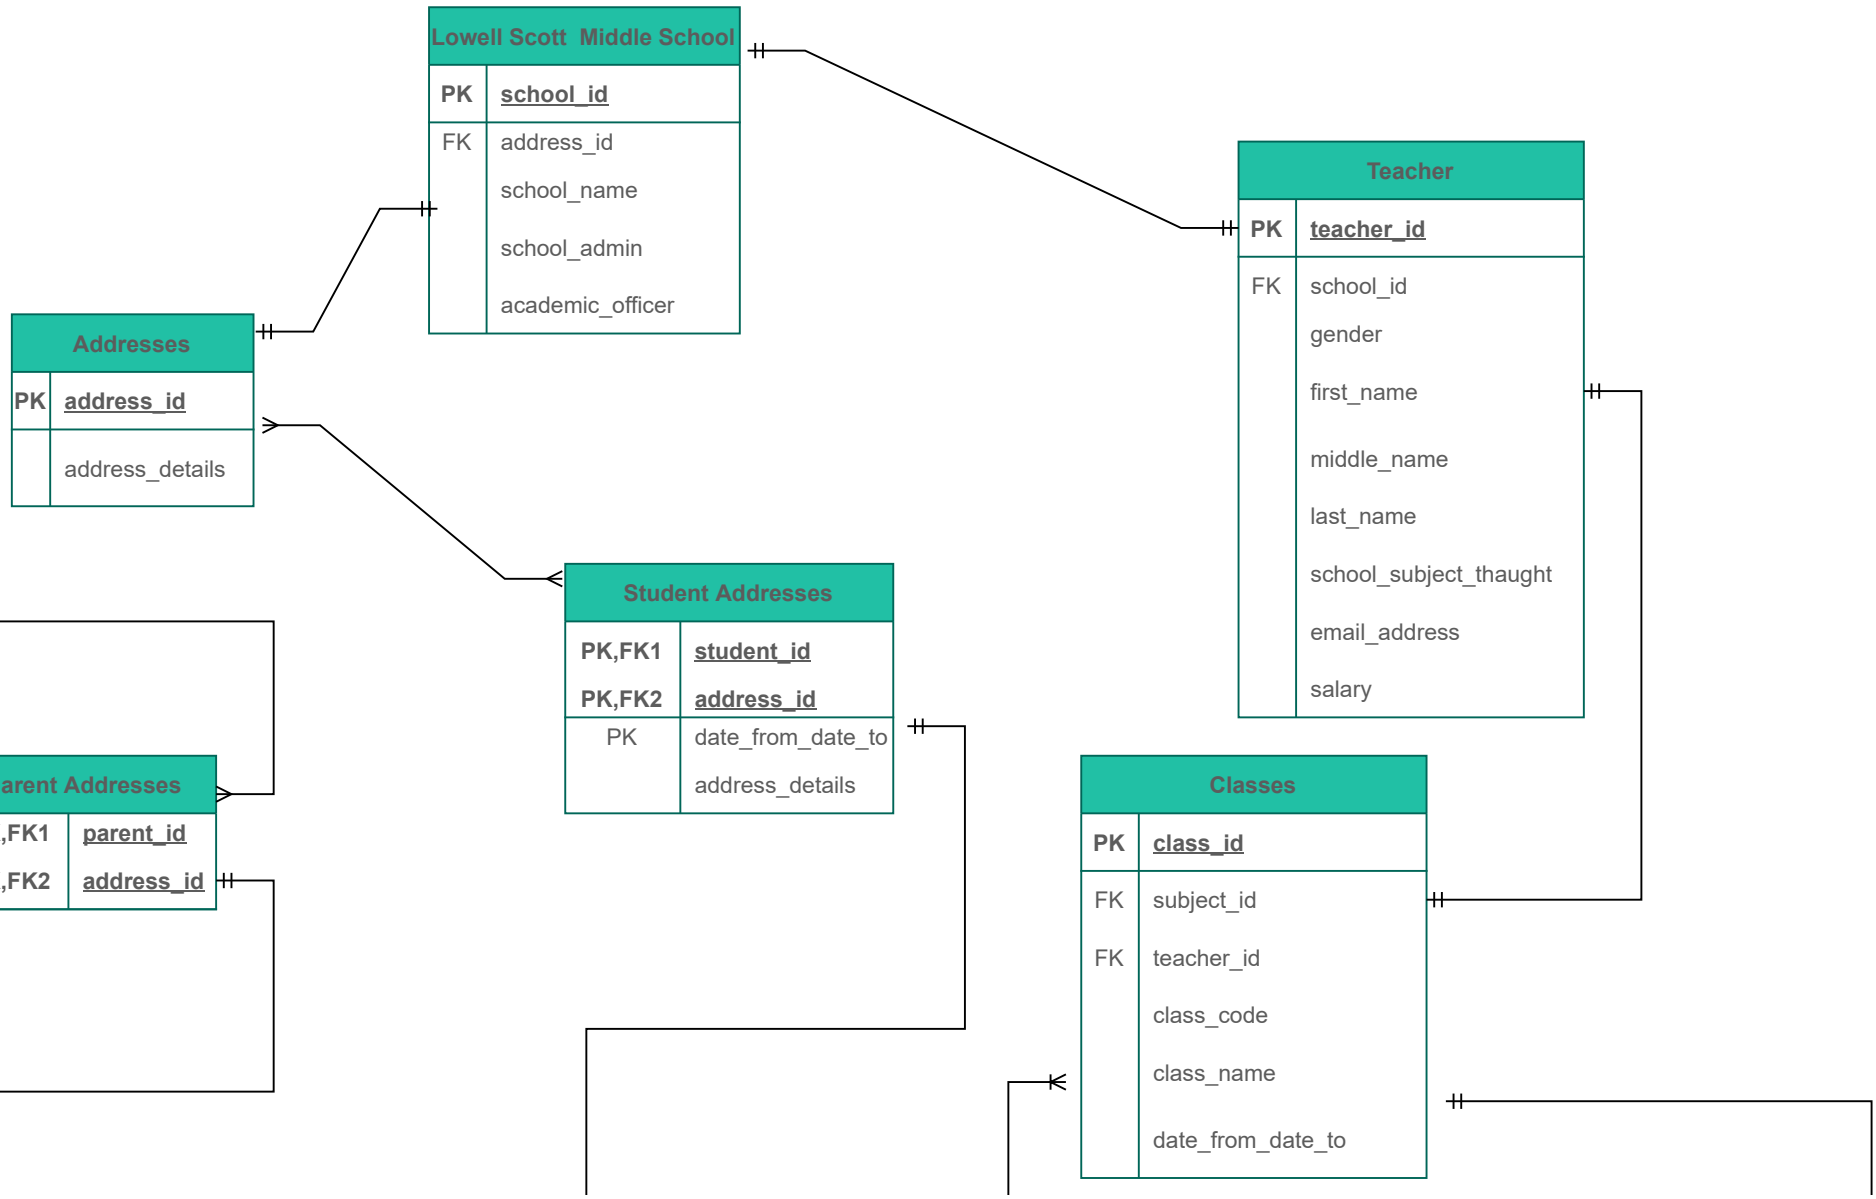 Lowell Scott  Middle School
PK school_id
FK address_id
school_name
school_admin
academic_officer
Teacher
PK teacher_id
FK school_id
gender
first_name
middle_name
last_name
school_subject_thaught
email_address
salary
Addresses
PK address_id
address_details
Student Addresses
PK,FK1 student_id
PK,FK2 address_id
PK date_from_date_to
address_details
arent Addresses
,FK1 parent_id
,FK2 address_id
Classes
PK class_id
FK subject_id
FK teacher_id
class_code
class_name
date_from_date_to